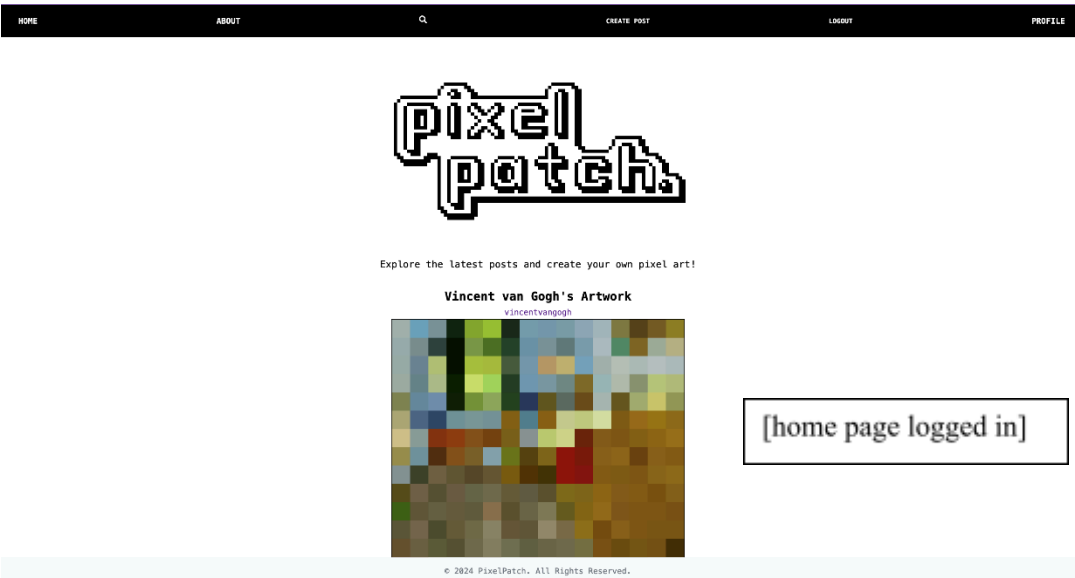 HOME ABOUT CREATE POST LOGOUT PROFILE
pixel
patch.
Explore the latest posts and create your own pixel art!
Vincent van Gogh's Artwork
vincentvangogh
[home page logged in]
© 2024 PixelPatch. All Rights Reserved.